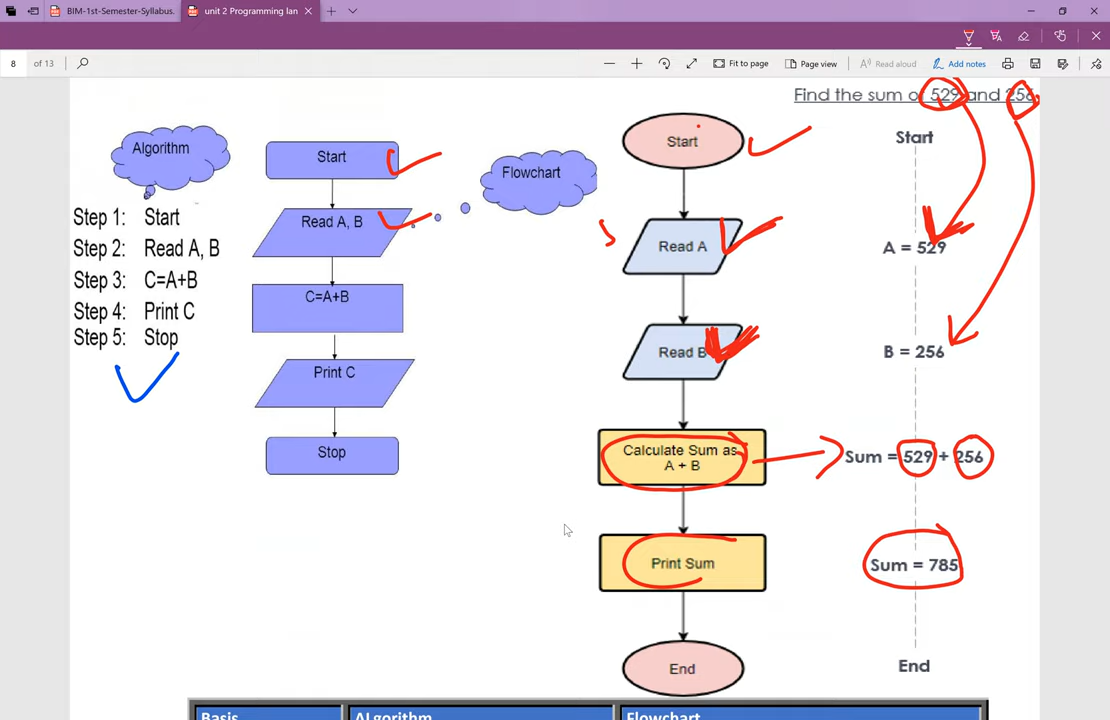 BIM-1st-Semester-Syllabus.
unit 2 Programming lan
8 of 13
Fit to page
Page view
Read aloud
Add notes
Find the sum of 529 and 256.
Algorithm
Step 1: Start
Step 2: Read A, B
Step 3: C=A+B
Step 4: Print C
Step 5: Stop
Start
Read A, B
C=A+B
Print C
Stop
Flowchart
Start
Read A
Read B
Calculate Sum as
A + B
Print Sum
End
Start
A = 529
B = 256
Sum = 529 + 256
Sum = 785
End
Basis
Algorithm
Flowchart